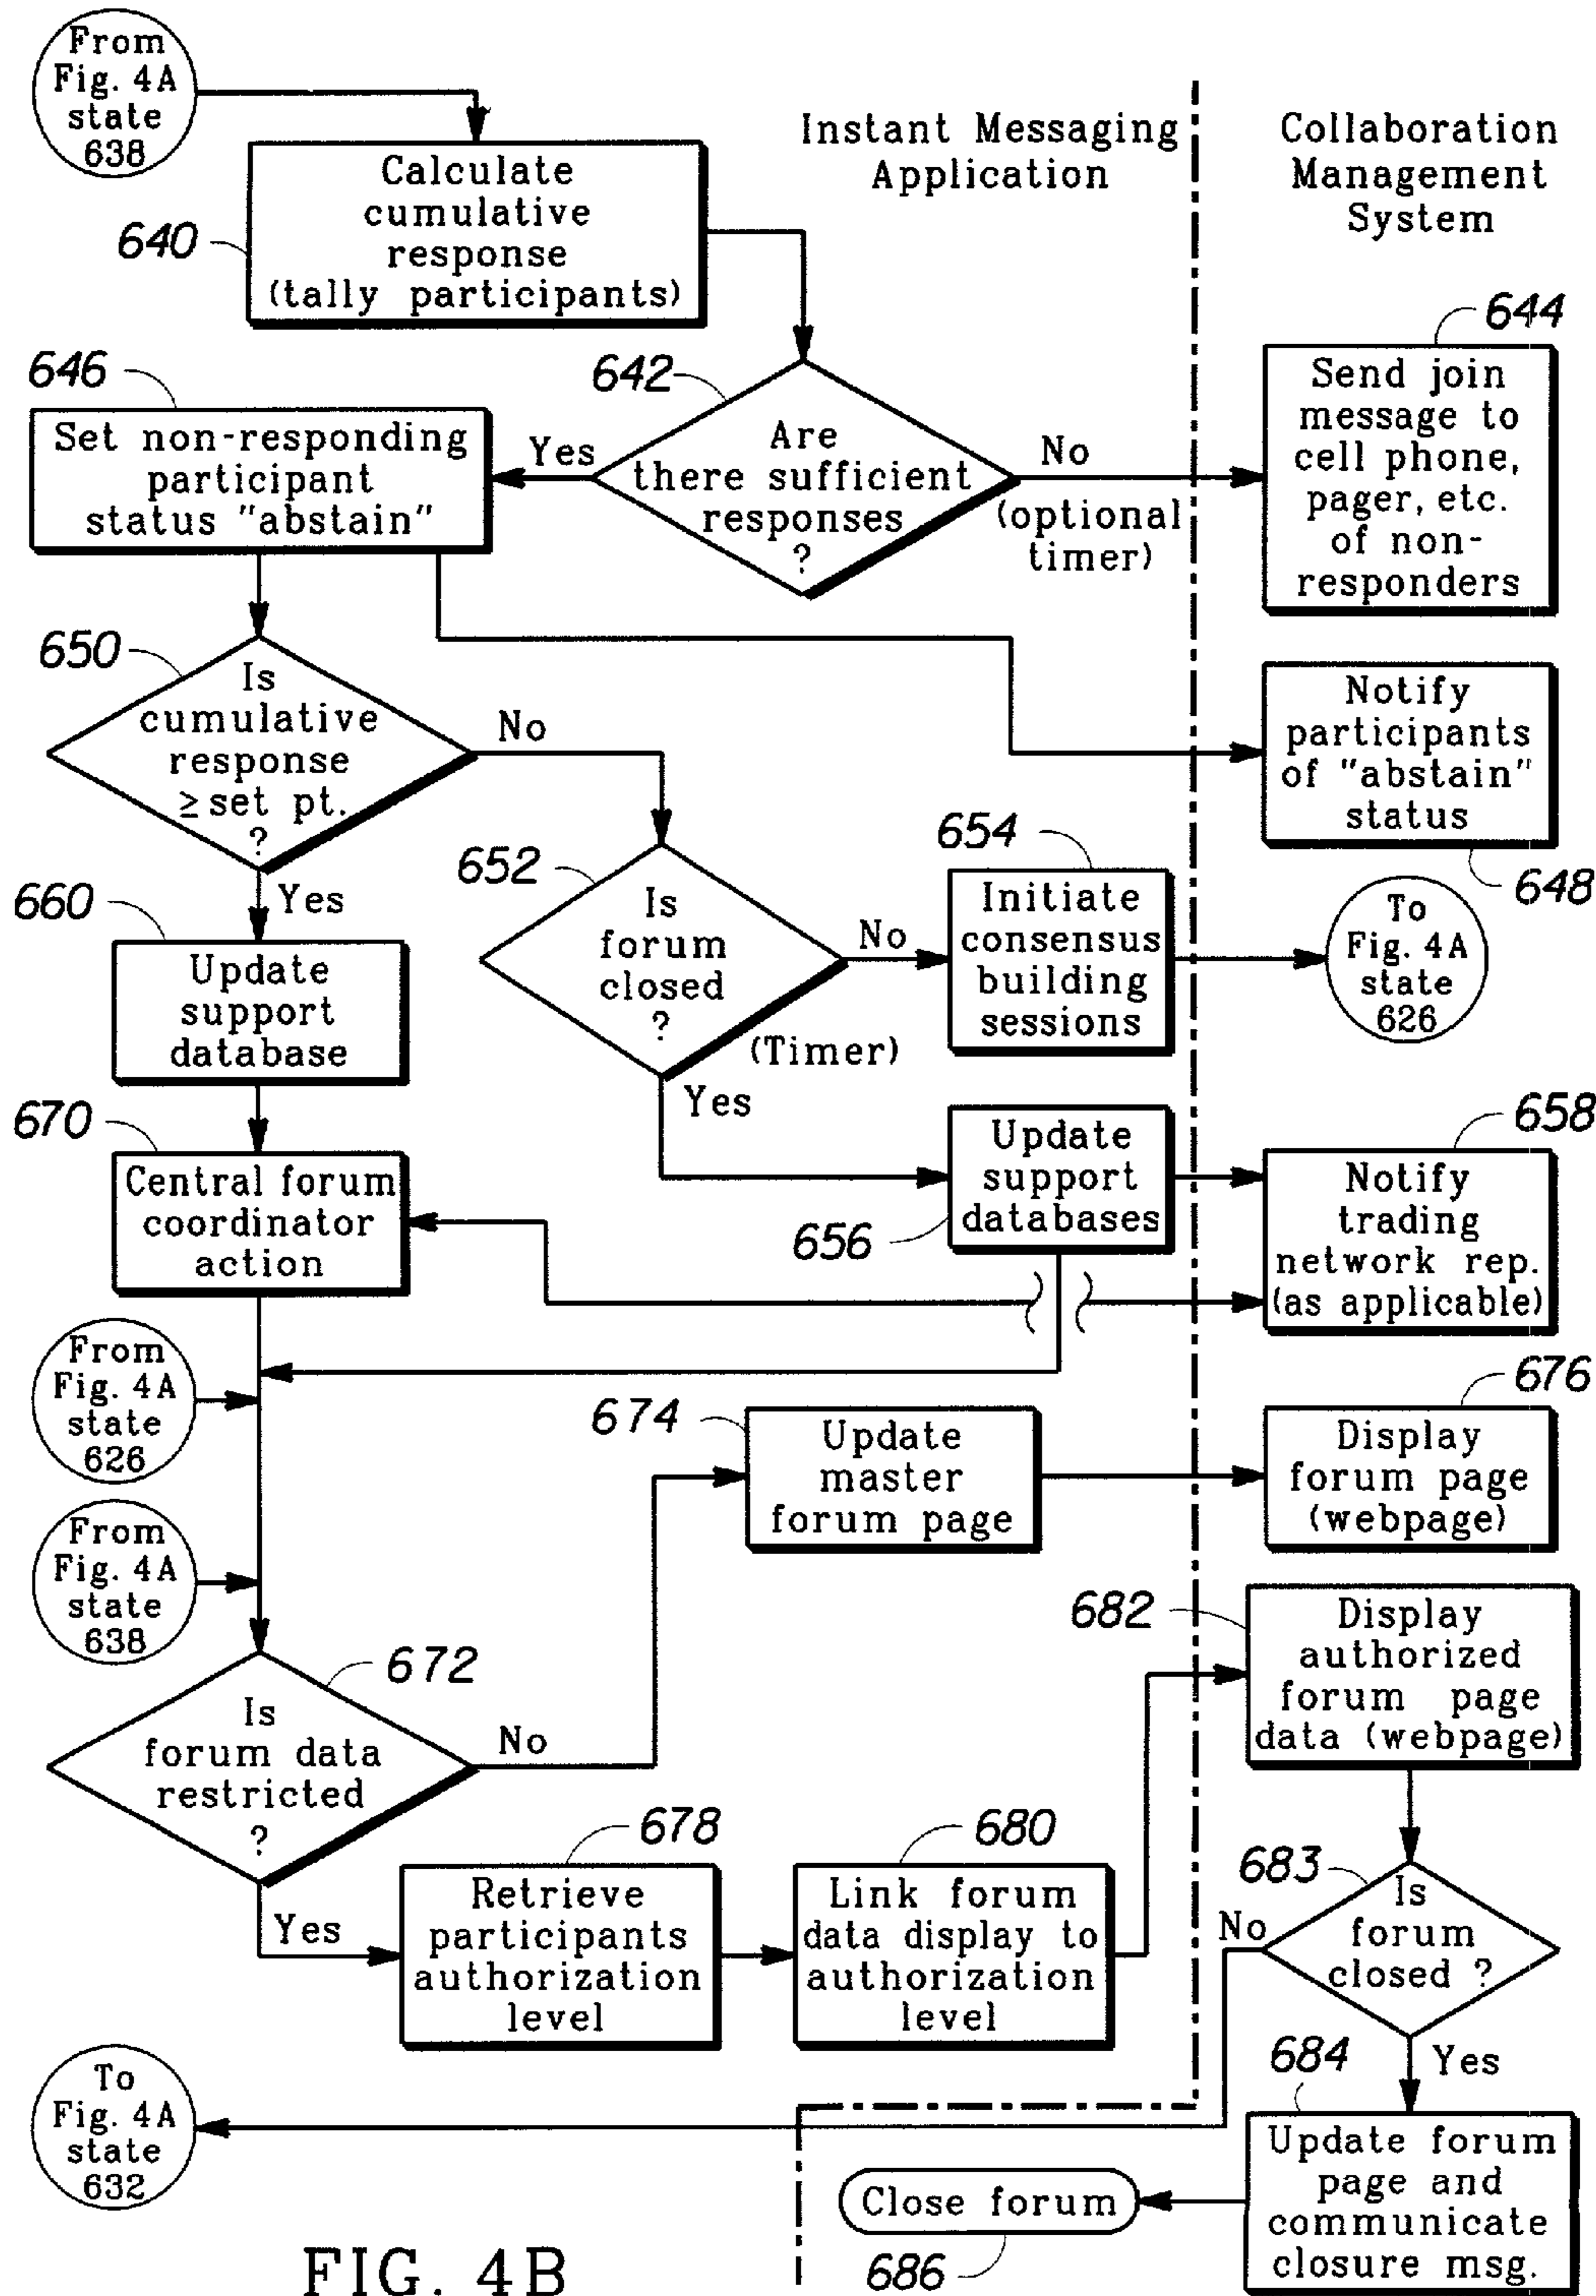 From
Fig. 4A
state
638
Instant Messaging
Application
Collaboration
Management
System
Calculate
cumulative
response
(tally participants)
640
644
Send join
message to
cell phone,
pager, etc.
of non-
responders
646
Set non-responding
participant
status "abstain"
642
Are
there sufficient
responses
?
Yes
No
(optional
timer)
650
Is
cumulative
response
≥ set pt.
?
No
Yes
Notify
participants
of "abstain"
status
648
652
Is
forum
closed
?
No
(Timer)
Yes
654
Initiate
consensus
building
sessions
To
Fig. 4A
state
626
660
Update
support
database
670
Central forum
coordinator
action
Update
support
databases
656
658
Notify
trading
network rep.
(as applicable)
From
Fig. 4A
state
626
674
Update
master
forum page
676
Display
forum page
(webpage)
From
Fig. 4A
state
638
672
Is
forum data
restricted
?
No
Yes
682
Display
authorized
forum page
data (webpage)
678
Retrieve
participants
authorization
level
680
Link forum
data display to
authorization
level
683
Is
forum
closed ?
No
Yes
To
Fig. 4A
state
632
684
Update forum
page and
communicate
closure msg.
Close forum
686
FIG. 4B